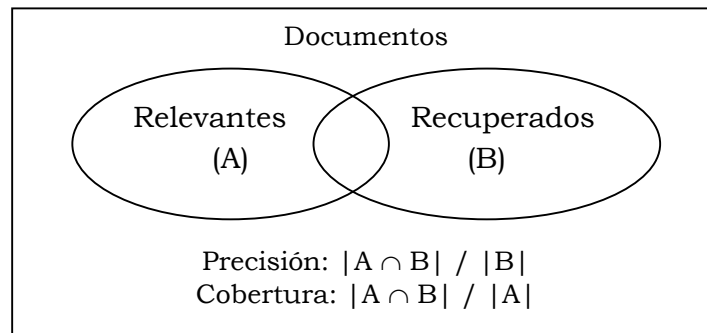 Documentos
Relevantes
(A)
Recuperados
(B)
Precisión: |A ∩ B| / |B|
Cobertura: |A ∩ B| / |A|